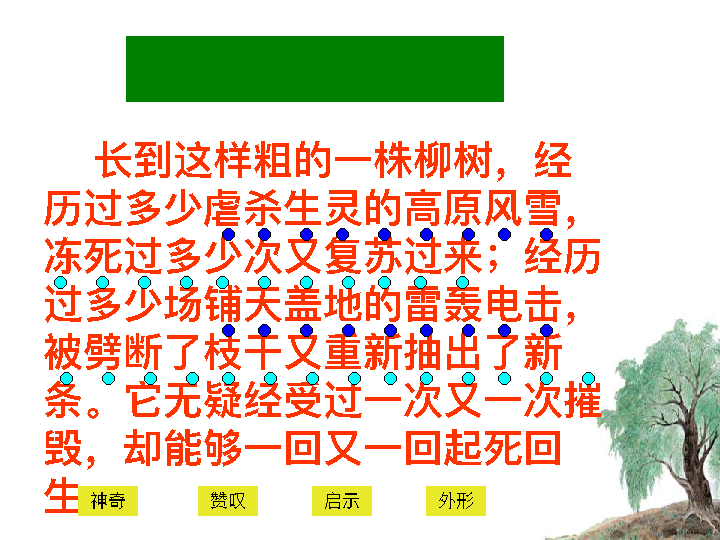 长到这样粗的一株柳树，经
历过多少虐杀生灵的高原风雪，
冻死过多少次又复苏过来；经历
过多少场铺天盖地的雷轰电击，
被劈断了枝干又重新抽出了新
条。它无疑经受过一次又一次摧
毁，却能够一回又一回起死回
生
神奇 赞叹 启示 外形